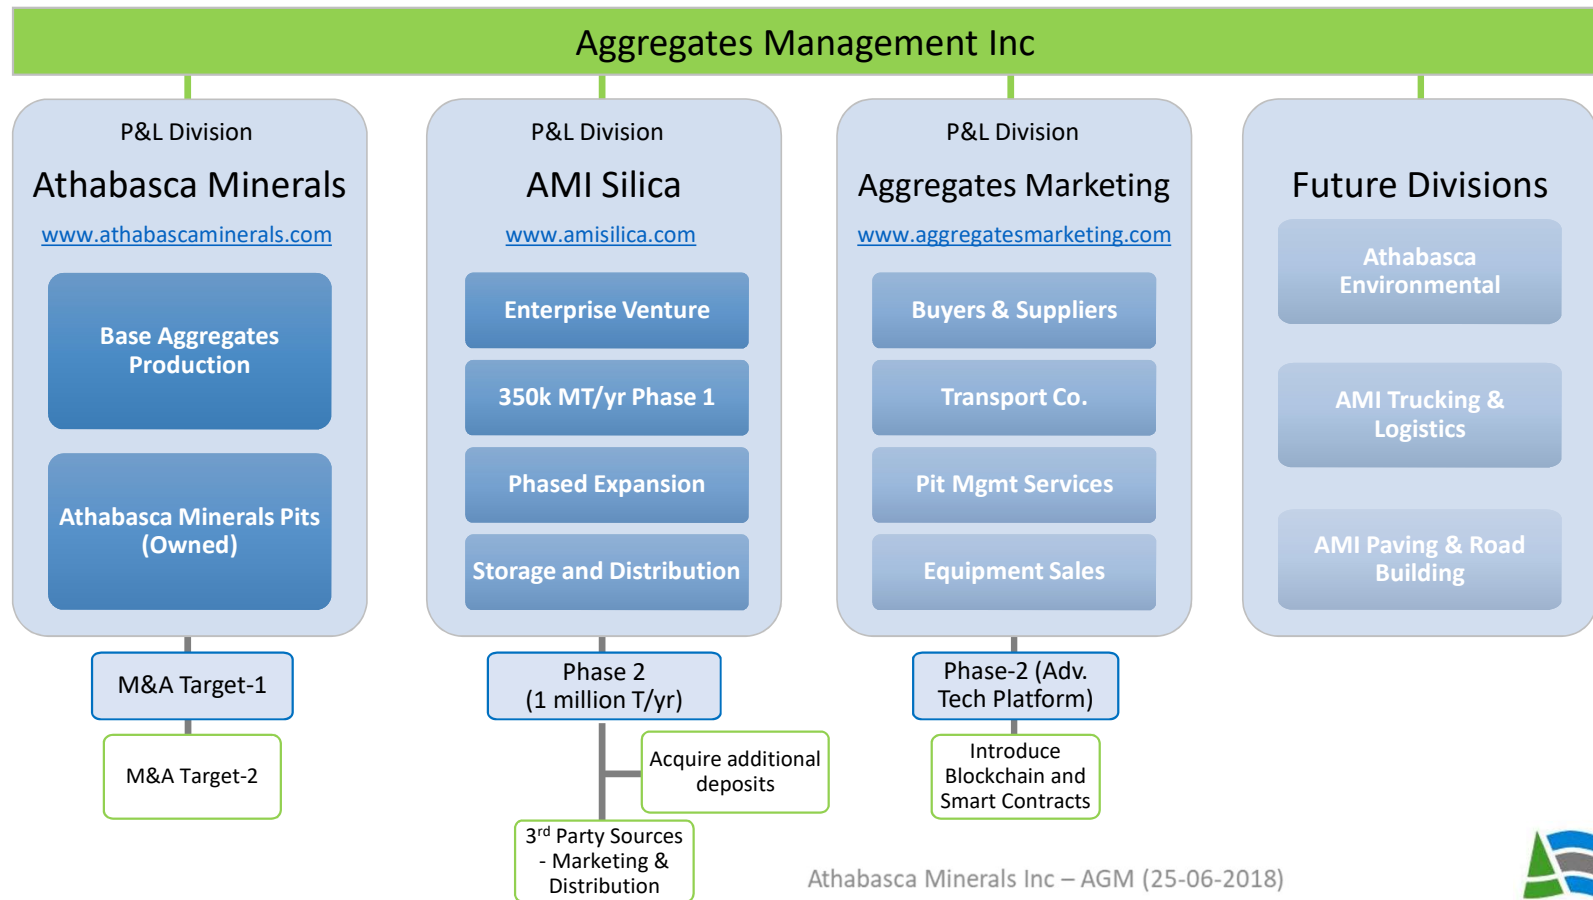 Aggregates Management Inc
P&L Division
Athabasca Minerals
www.athabascaminerals.com
Base Aggregates
Production
Athabasca Minerals Pits
(Owned)
M&A Target-1
M&A Target-2
P&L Division
AMI Silica
www.amisilica.com
Enterprise Venture
350k MT/yr Phase 1
Phased Expansion
Storage and Distribution
Phase 2
(1 million T/yr)
Acquire additional
deposits
3rd Party Sources
- Marketing &
Distribution
P&L Division
Aggregates Marketing
www.aggregatesmarketing.com
Buyers & Suppliers
Transport Co.
Pit Mgmt Services
Equipment Sales
Phase-2 (Adv.
Tech Platform)
Introduce
Blockchain and
Smart Contracts
Future Divisions
Athabasca
Environmental
AMI Trucking &
Logistics
AMI Paving & Road
Building
Athabasca Minerals Inc – AGM (25-06-2018)